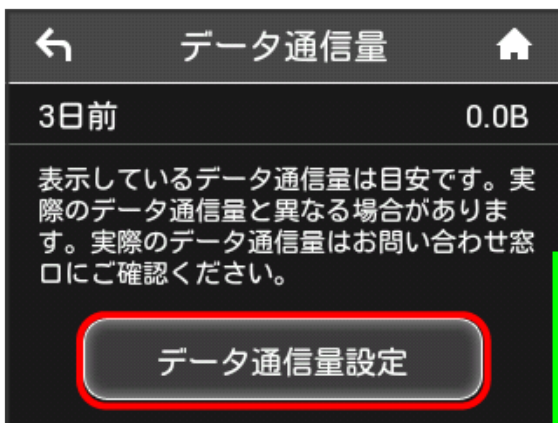 データ通信量
3日前 0.0B
表示しているデータ通信量は目安です。実
際のデータ通信量と異なる場合がありま
す。実際のデータ通信量はお問い合わせ窓
口にご確認ください。
データ通信量設定